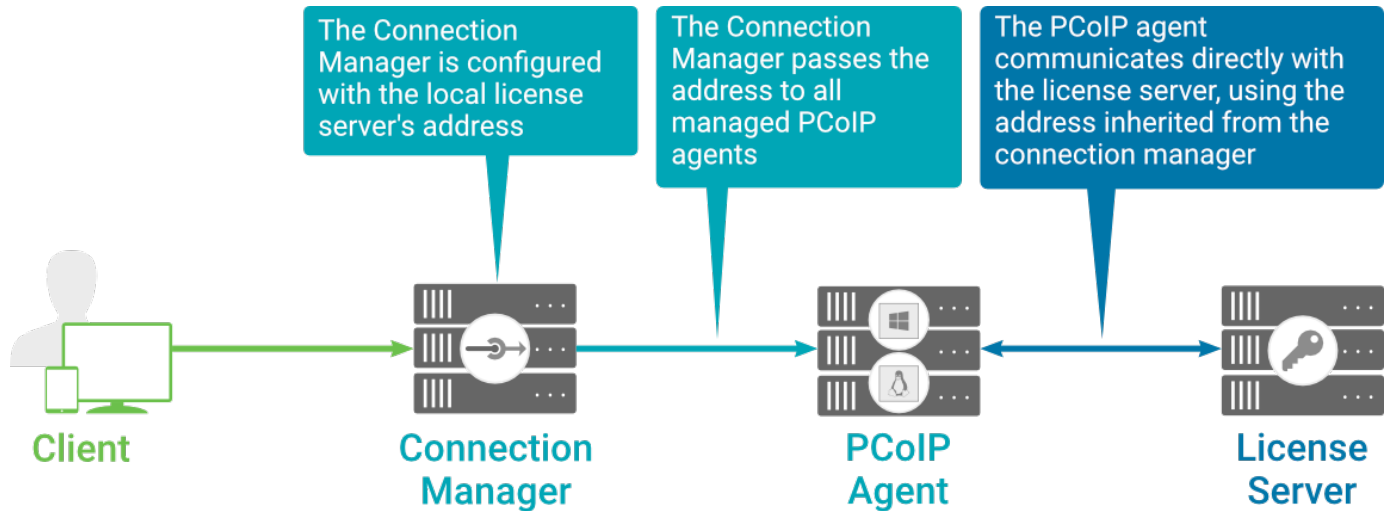 The Connection
Manager is configured
with the local license
server's address
The Connection
Manager passes the
address to all
managed PCoIP
agents
The PCoIP agent
communicates directly with
the license server, using the
address inherited from the
connection manager
Client
Connection
Manager
PCoIP
Agent
License
Server